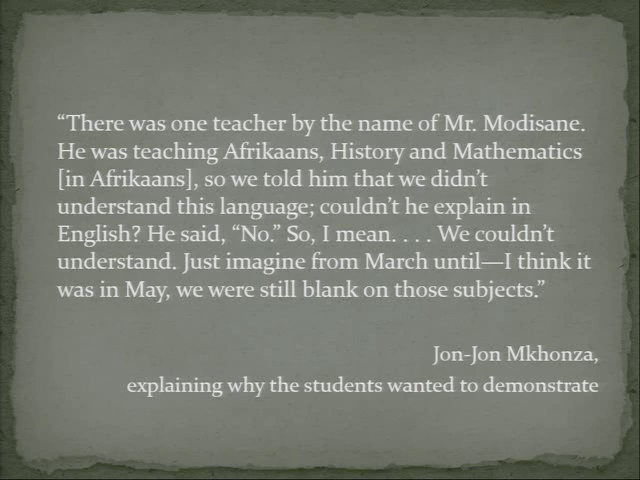 “There was one teacher by the name of Mr. Modisane.
He was teaching Afrikaans, History and Mathematics
[in Afrikaans], so we told him that we didn’t
understand this language; couldn’t he explain in
English? He said, “No.” So, I mean. . . . We couldn’t
understand. Just imagine from March until—I think it
was in May, we were still blank on those subjects.”
Jon-Jon Mkhonza,
explaining why the students wanted to demonstrate